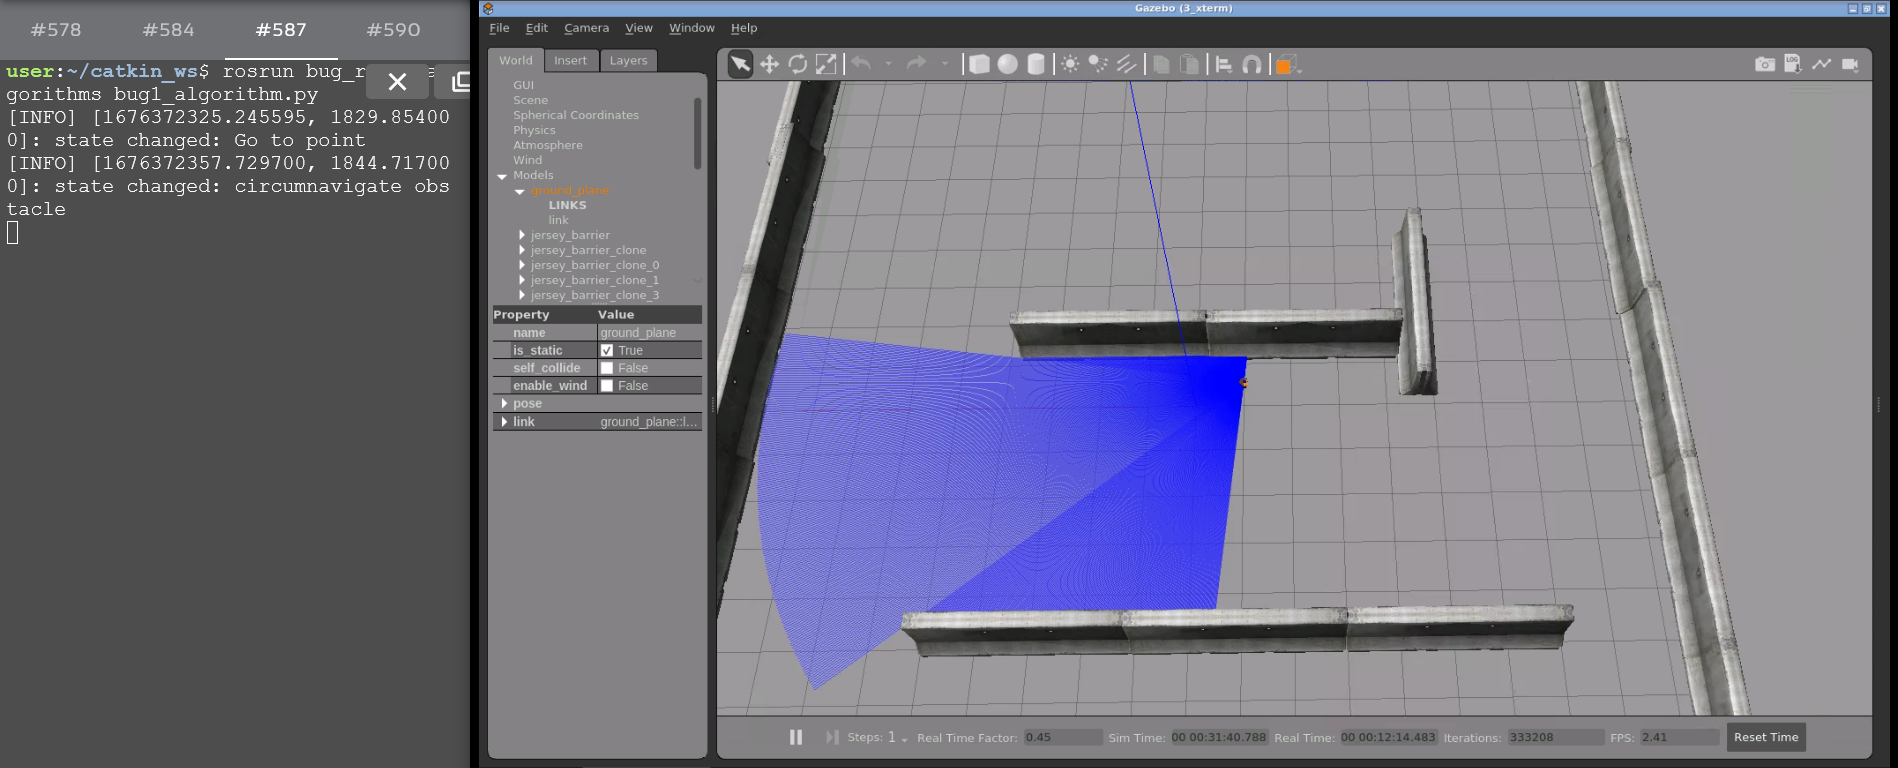 #578 #584 #587 #590
user:~/catkin_ws$ rosrun bug_r
gorithms bug1_algorithm.py
[INFO] [1676372325.245595, 1829.85400
0]: state changed: Go to point
[INFO] [1676372357.729700, 1844.71700
0]: state changed: circumnavigate obs
tacle
Gazebo (3_xterm)
File Edit Camera View Window Help
World Insert Layers
GUI
Scene
Spherical Coordinates
Physics
Atmosphere
Wind
Models
ground_plane
LINKS
link
jersey_barrier
jersey_barrier_clone
jersey_barrier_clone_0
jersey_barrier_clone_1
jersey_barrier_clone_3
Property Value
name ground_plane
is_static True
self_collide False
enable_wind False
pose
link ground_plane::l...
LOG
Steps: 1 Real Time Factor: 0.45 Sim Time: 00 00:31:40.788 Real Time: 00 00:12:14.483 Iterations: 333208 FPS: 2.41 Reset Time